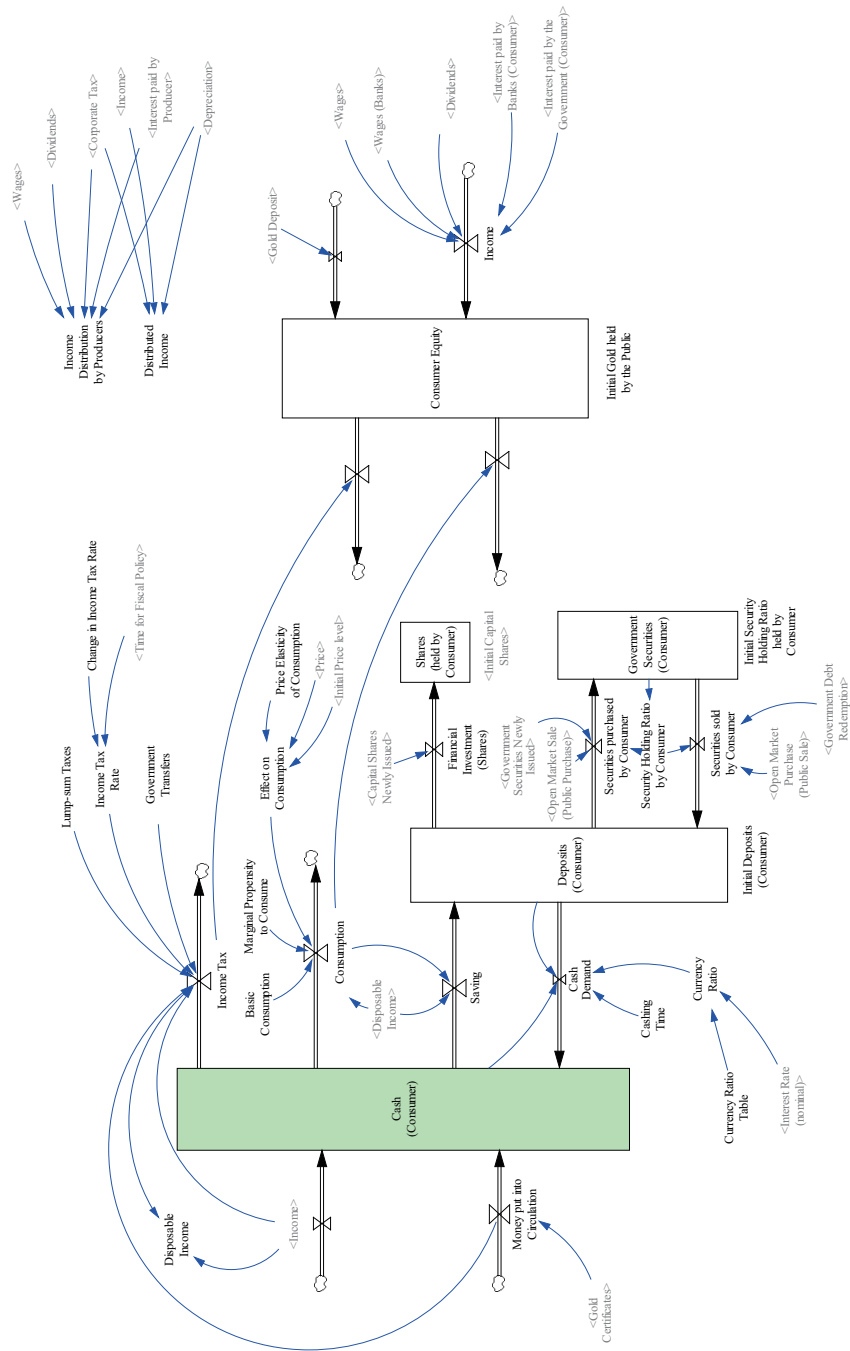 <Wages>
<Dividends>
<Corporate Tax>
<Income>
<Interest paid by
Producer>
<Depreciation>
Income
Distribution
by Producers
Distributed
Income
<Gold Deposit>
<Wages>
<Wages (Banks)>
<Dividends>
<Interest paid by
Banks (Consumer)>
<Interest paid by the
Government (Consumer)>
Income
Consumer Equity
Initial Gold held
by the Public
Lump-sum Taxes
Change in Income Tax Rate
<Time for Fiscal Policy>
Income Tax
Rate
Government
Transfers
Income Tax
Price Elasticity
of Consumption
<Price>
<Initial Price level>
Effect on
Consumption
Marginal Propensity
to Consume
Basic
Consumption
Consumption
<Disposable
Income>
Saving
Shares
(held by
Consumer)
<Initial Capital
Shares>
<Capital Shares
Newly Issued>
Financial
Investment
(Shares)
<Government
Securities Newly
Issued>
<Open Market Sale
(Public Purchase)>
Securities purchased
by Consumer
Government
Securities
(Consumer)
Initial Security
Holding Ratio
held by
Consumer
Security Holding Ratio
by Consumer
Securities sold
by Consumer
<Open Market
Purchase
(Public Sale)>
<Government Debt
Redemption>
Deposits
(Consumer)
Initial Deposits
(Consumer)
Cash
Demand
Cashing
Time
Currency
Ratio
Currency Ratio
Table
<Interest Rate
(nominal)>
Cash
(Consumer)
Disposable
Income
<Income>
Money put into
Circulation
<Gold
Certificates>